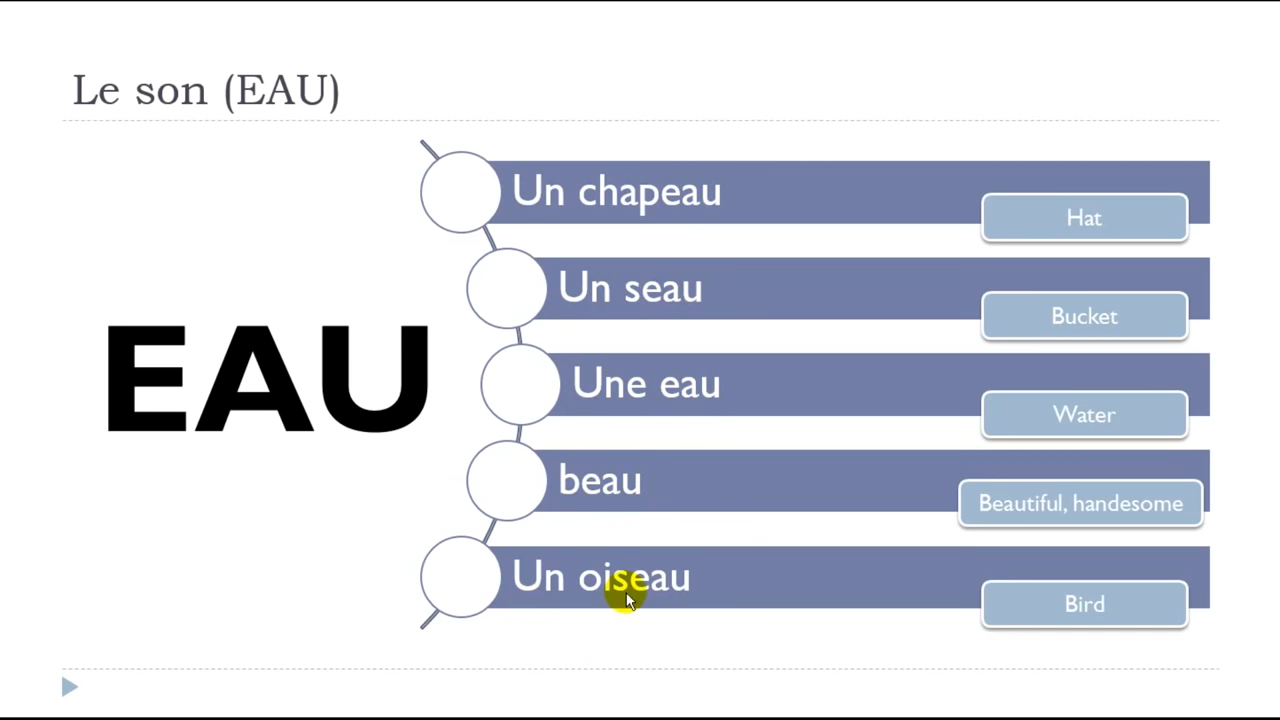 Le son (EAU)
EAU
Un chapeau
Hat
Un seau
Bucket
Une eau
Water
beau
Beautiful, handesome
Un oiseau
Bird